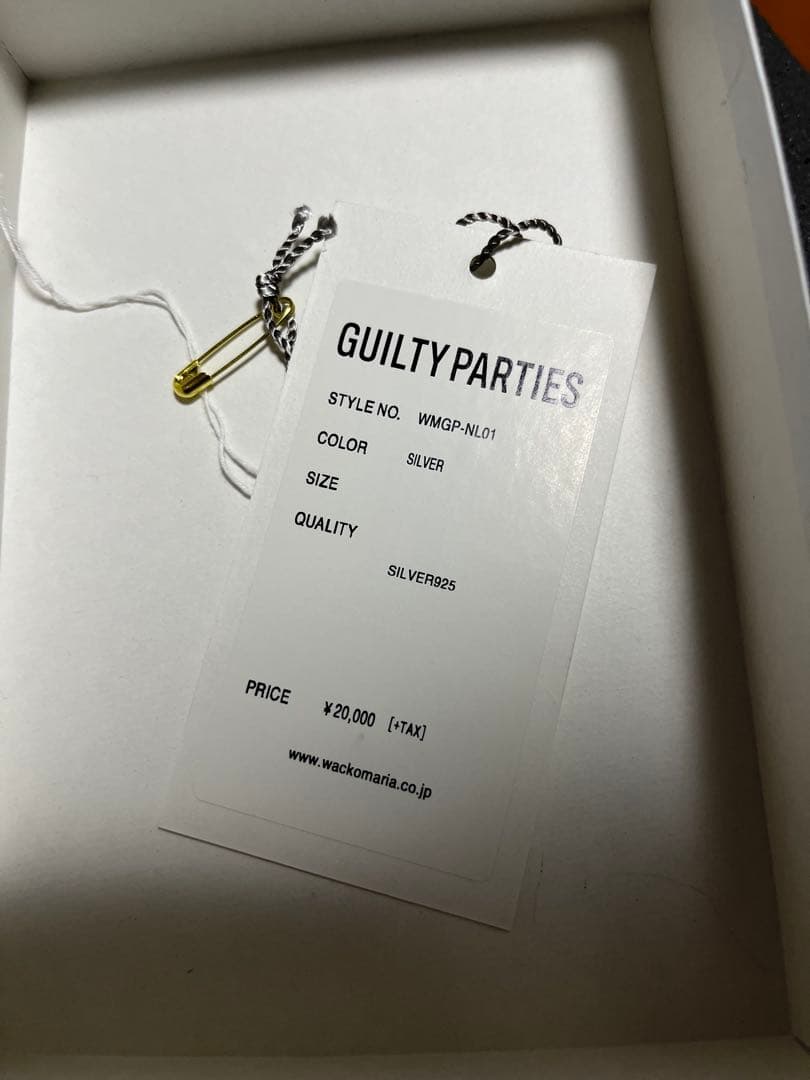 GUILTY PARTIES
STYLE NO. WMGP-NL01
COLOR SILVER
SIZE
QUALITY
SILVER925
PRICE ¥20,000 [+TAX]
www.wackomaria.co.jp